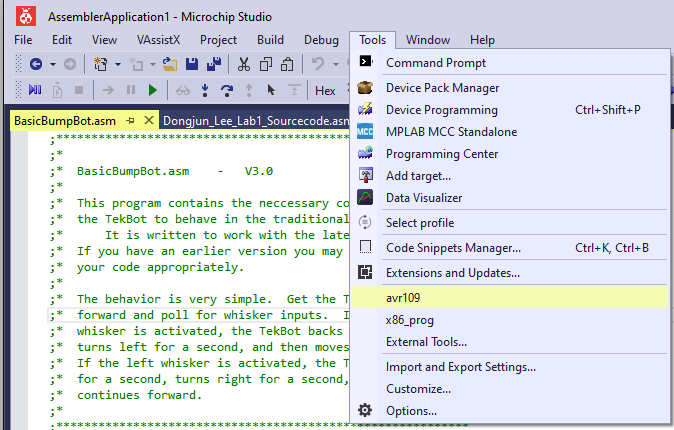 AssemblerApplication1 - Microchip Studio
File Edit View VAssistX Project Build Debug Tools Window Help
Hex
BasicBumpBot.asm Dongjun_Lee_Lab1_Sourcecode.asm
;***********************************************************
;*
;* BasicBumpBot.asm - V3.0
;*
;* This program contains the neccessary co
;* the TekBot to behave in the traditional
;* It is written to work with the late
;* If you have an earlier version you may
;* your code appropriately.
;*
;* The behavior is very simple. Get the T
;* forward and poll for whisker inputs. I
;* whisker is activated, the TekBot backs
;* turns left for a second, and then moves
;* If the left whisker is activated, the T
;* for a second, turns right for a second,
;* continues forward.
;*
;***********************************************************
Command Prompt
Device Pack Manager
Device Programming Ctrl+Shift+P
MCC MPLAB MCC Standalone
Programming Center
Add target...
Data Visualizer
Select profile
Code Snippets Manager... Ctrl+K, Ctrl+B
Extensions and Updates...
avr109
x86_prog
External Tools...
Import and Export Settings...
Customize...
Options...